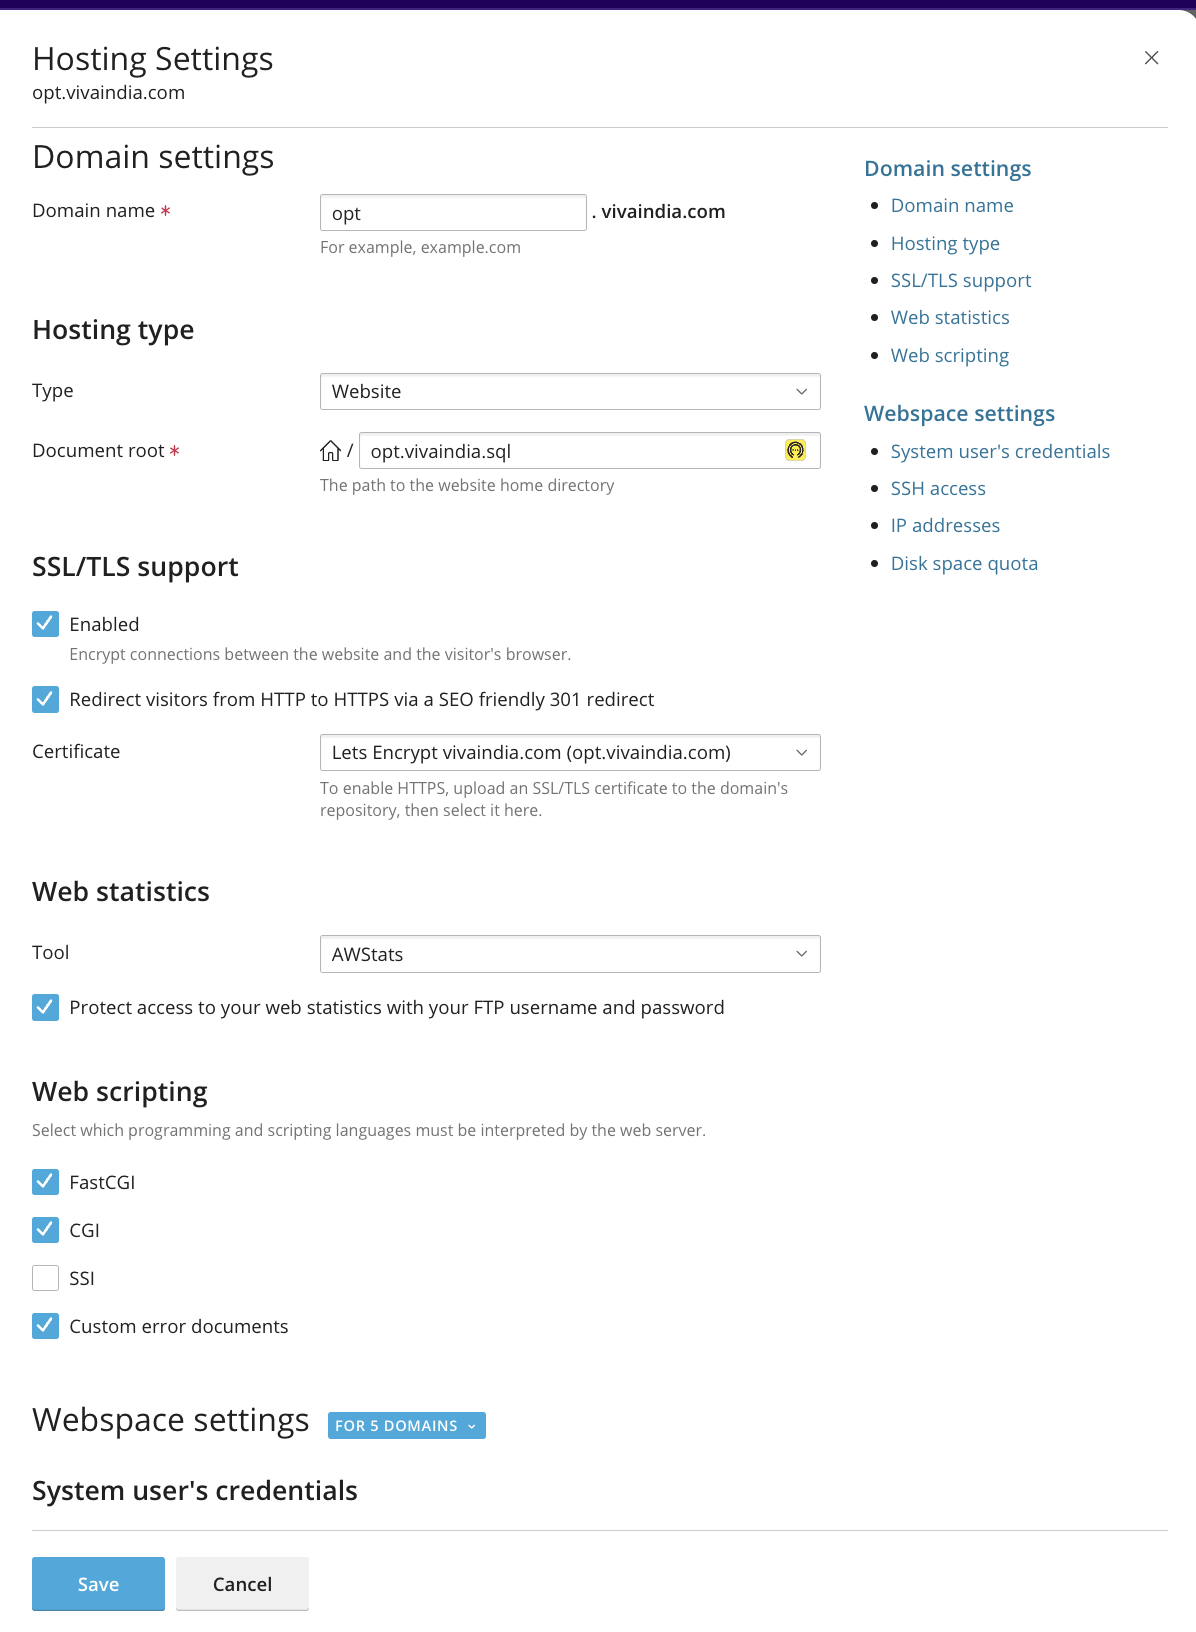 Hosting Settings
opt.vivaindia.com
Domain settings
Domain name *
opt
. vivaindia.com
For example, example.com
Hosting type
Type
Website
Document root *
/ opt.vivaindia.sql
The path to the website home directory
SSL/TLS support
Enabled
Encrypt connections between the website and the visitor's browser.
Redirect visitors from HTTP to HTTPS via a SEO friendly 301 redirect
Certificate
Lets Encrypt vivaindia.com (opt.vivaindia.com)
To enable HTTPS, upload an SSL/TLS certificate to the domain's
repository, then select it here.
Web statistics
Tool
AWStats
Protect access to your web statistics with your FTP username and password
Web scripting
Select which programming and scripting languages must be interpreted by the web server.
FastCGI
CGI
SSI
Custom error documents
Webspace settings
FOR 5 DOMAINS
System user's credentials
Save
Cancel
Domain settings
Domain name
Hosting type
SSL/TLS support
Web statistics
Web scripting
Webspace settings
System user's credentials
SSH access
IP addresses
Disk space quota